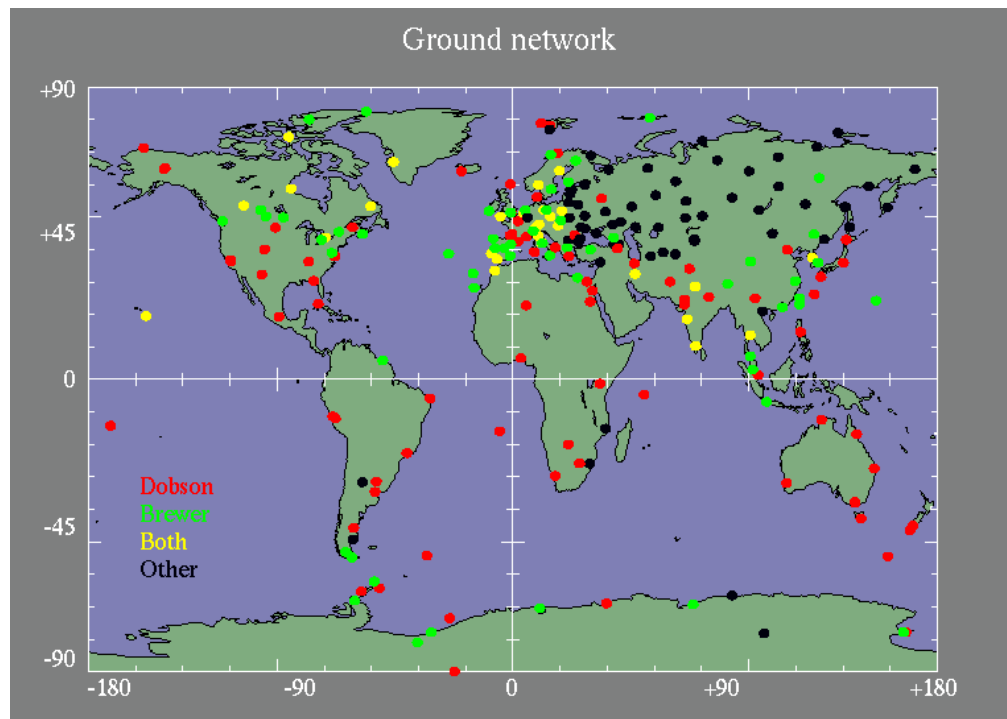 Ground network
+90
+45
0
-45
-90
Dobson
Brewer
Both
Other
-180
-90
0
+90
+180